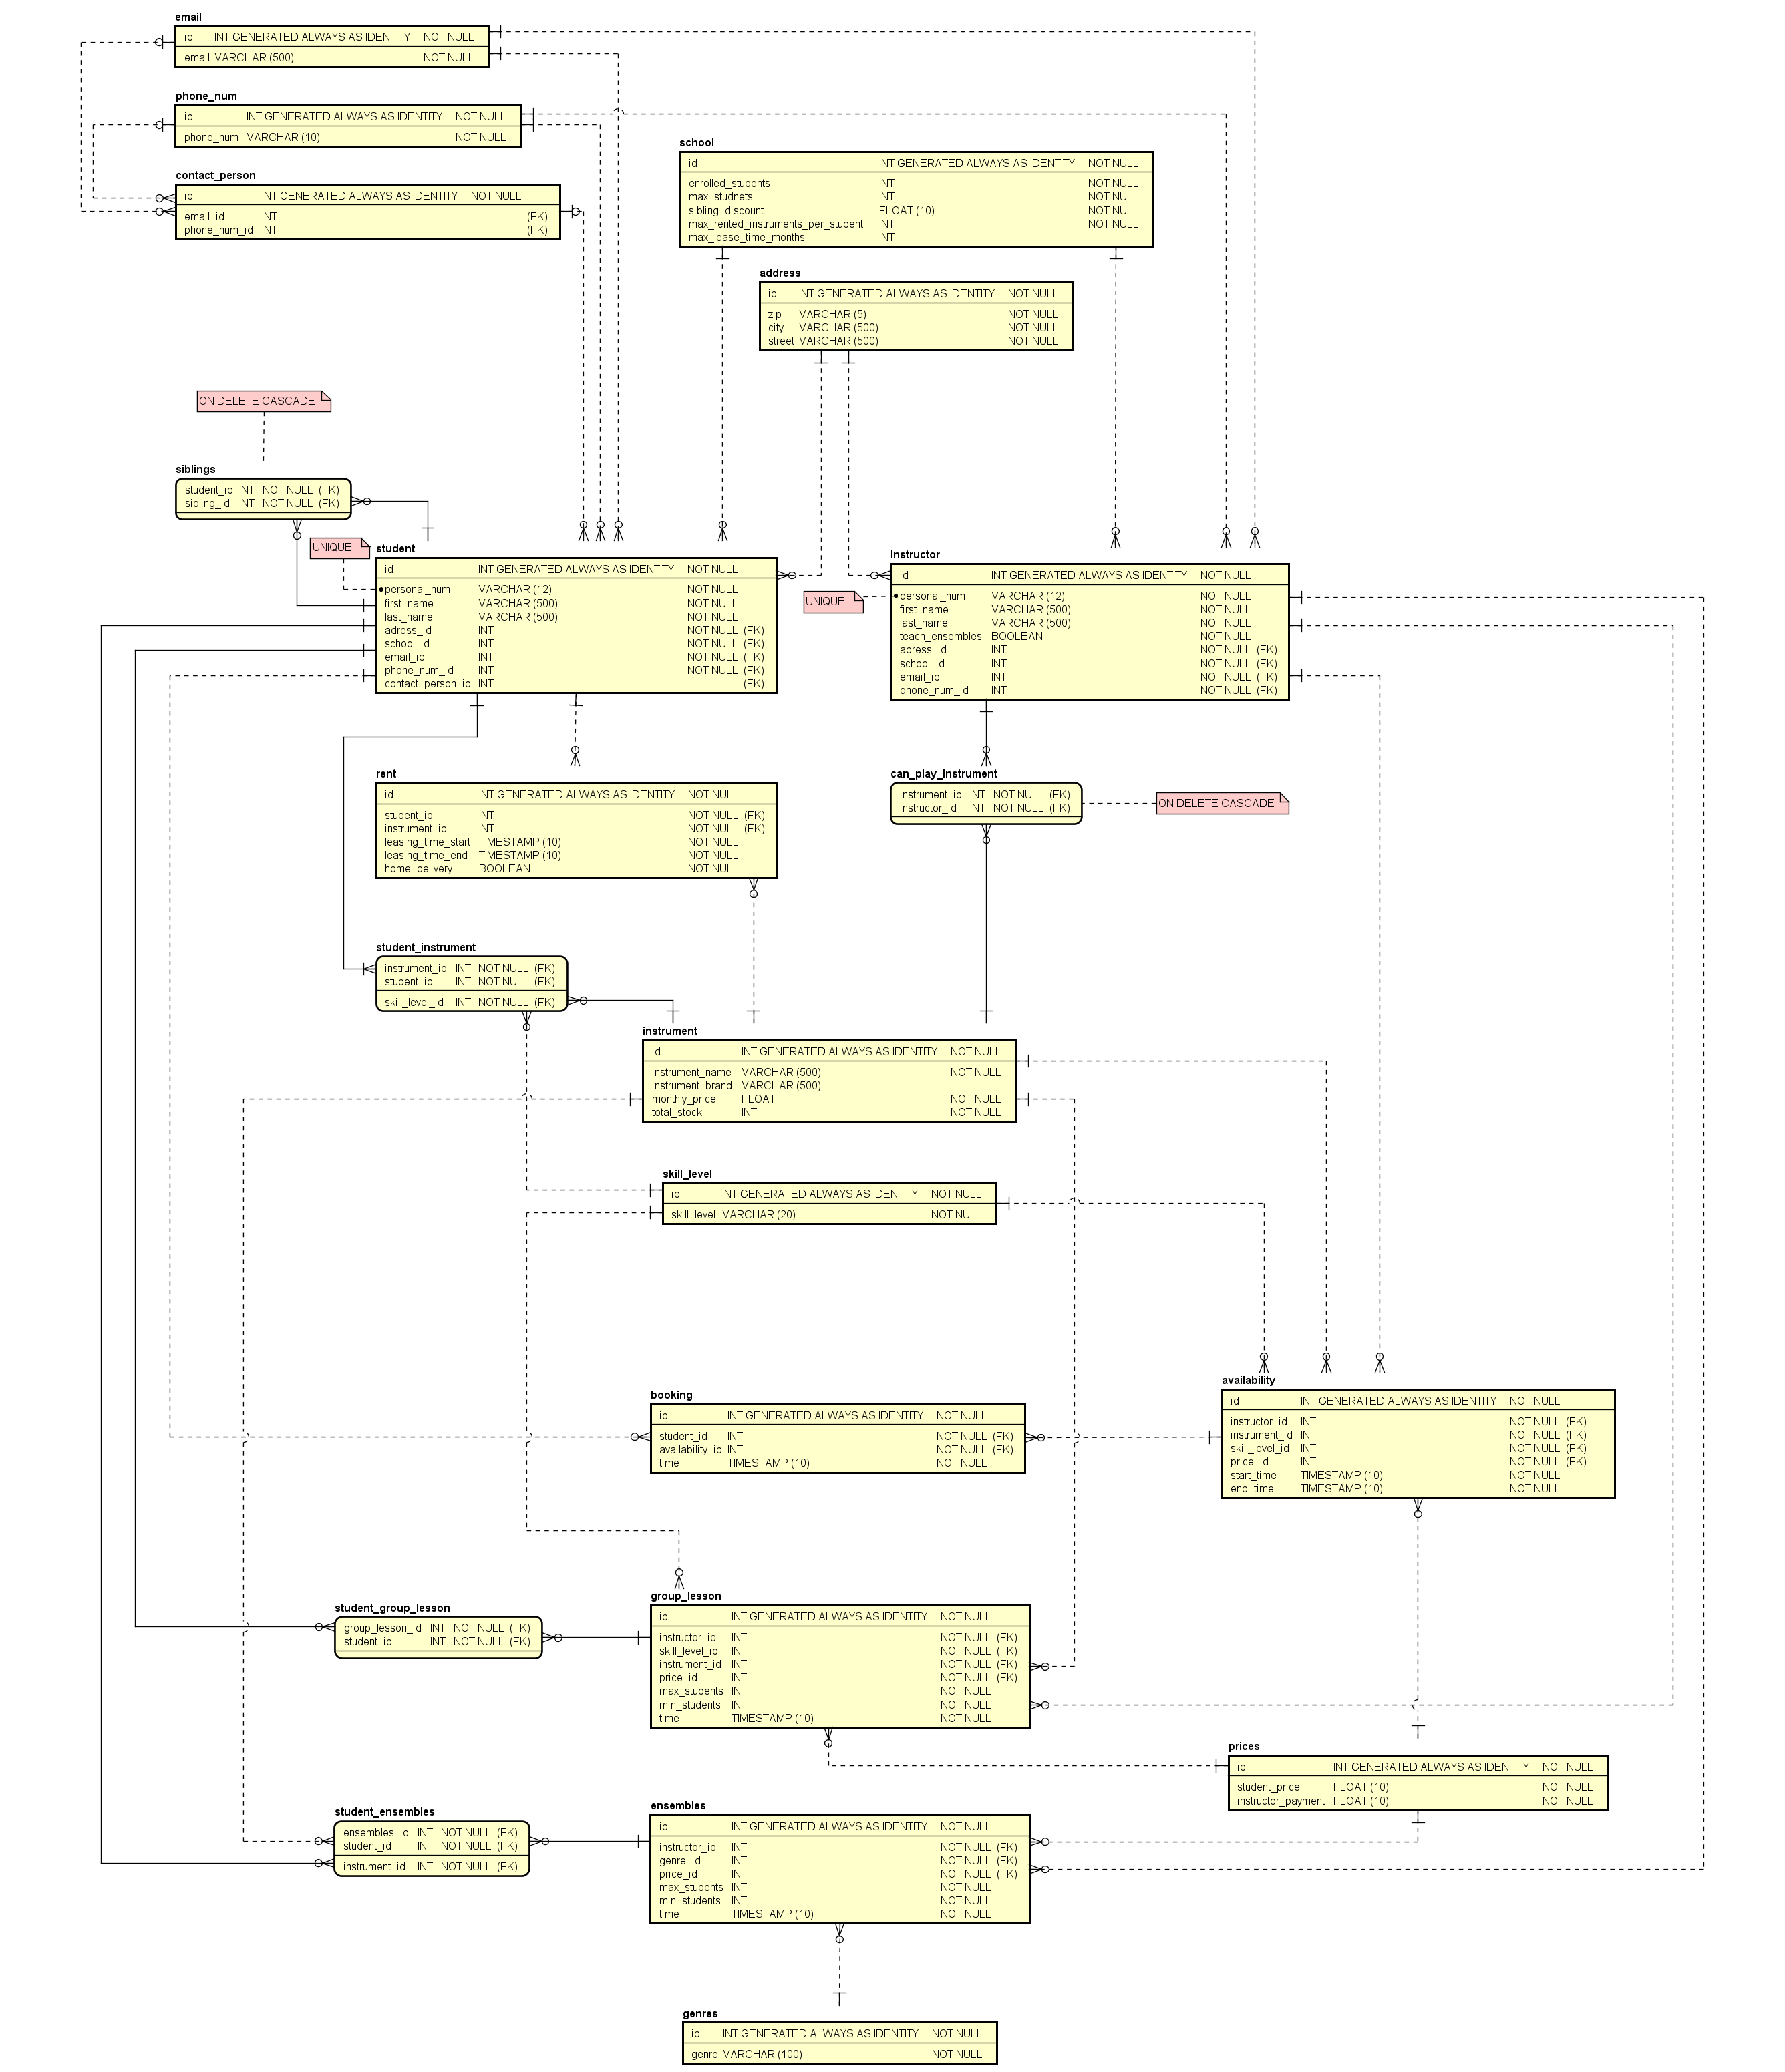 email
id INT GENERATED ALWAYS AS IDENTITY NOT NULL
email VARCHAR (500) NOT NULL
phone_num
id INT GENERATED ALWAYS AS IDENTITY NOT NULL
phone_num VARCHAR (10) NOT NULL
contact_person
id INT GENERATED ALWAYS AS IDENTITY NOT NULL
email_id INT (FK)
phone_num_id INT (FK)
school
id INT GENERATED ALWAYS AS IDENTITY NOT NULL
enrolled_students INT NOT NULL
max_studnets INT NOT NULL
sibling_discount FLOAT (10) NOT NULL
max_rented_instruments_per_student INT NOT NULL
max_lease_time_months INT
address
id INT GENERATED ALWAYS AS IDENTITY NOT NULL
zip VARCHAR (5) NOT NULL
city VARCHAR (500) NOT NULL
street VARCHAR (500) NOT NULL
ON DELETE CASCADE
siblings
student_id INT NOT NULL (FK)
sibling_id INT NOT NULL (FK)
UNIQUE
student
id INT GENERATED ALWAYS AS IDENTITY NOT NULL
personal_num VARCHAR (12) NOT NULL
first_name VARCHAR (500) NOT NULL
last_name VARCHAR (500) NOT NULL
adress_id INT NOT NULL (FK)
school_id INT NOT NULL (FK)
email_id INT NOT NULL (FK)
phone_num_id INT NOT NULL (FK)
contact_person_id INT (FK)
UNIQUE
instructor
id INT GENERATED ALWAYS AS IDENTITY NOT NULL
personal_num VARCHAR (12) NOT NULL
first_name VARCHAR (500) NOT NULL
last_name VARCHAR (500) NOT NULL
teach_ensembles BOOLEAN NOT NULL
adress_id INT NOT NULL (FK)
school_id INT NOT NULL (FK)
email_id INT NOT NULL (FK)
phone_num_id INT NOT NULL (FK)
rent
id INT GENERATED ALWAYS AS IDENTITY NOT NULL
student_id INT NOT NULL (FK)
instrument_id INT NOT NULL (FK)
leasing_time_start TIMESTAMP (10) NOT NULL
leasing_time_end TIMESTAMP (10) NOT NULL
home_delivery BOOLEAN NOT NULL
can_play_instrument
instrument_id INT NOT NULL (FK)
instructor_id INT NOT NULL (FK)
ON DELETE CASCADE
student_instrument
instrument_id INT NOT NULL (FK)
student_id INT NOT NULL (FK)
skill_level_id INT NOT NULL (FK)
instrument
id INT GENERATED ALWAYS AS IDENTITY NOT NULL
instrument_name VARCHAR (500) NOT NULL
instrument_brand VARCHAR (500)
monthly_price FLOAT NOT NULL
total_stock INT NOT NULL
skill_level
id INT GENERATED ALWAYS AS IDENTITY NOT NULL
skill_level VARCHAR (20) NOT NULL
booking
id INT GENERATED ALWAYS AS IDENTITY NOT NULL
student_id INT NOT NULL (FK)
availability_id INT NOT NULL (FK)
time TIMESTAMP (10) NOT NULL
availability
id INT GENERATED ALWAYS AS IDENTITY NOT NULL
instructor_id INT NOT NULL (FK)
instrument_id INT NOT NULL (FK)
skill_level_id INT NOT NULL (FK)
price_id INT NOT NULL (FK)
start_time TIMESTAMP (10) NOT NULL
end_time TIMESTAMP (10) NOT NULL
student_group_lesson
group_lesson_id INT NOT NULL (FK)
student_id INT NOT NULL (FK)
group_lesson
id INT GENERATED ALWAYS AS IDENTITY NOT NULL
instructor_id INT NOT NULL (FK)
skill_level_id INT NOT NULL (FK)
instrument_id INT NOT NULL (FK)
price_id INT NOT NULL (FK)
max_students INT NOT NULL
min_students INT NOT NULL
time TIMESTAMP (10) NOT NULL
prices
id INT GENERATED ALWAYS AS IDENTITY NOT NULL
student_price FLOAT (10) NOT NULL
instructor_payment FLOAT (10) NOT NULL
student_ensembles
ensembles_id INT NOT NULL (FK)
student_id INT NOT NULL (FK)
instrument_id INT NOT NULL (FK)
ensembles
id INT GENERATED ALWAYS AS IDENTITY NOT NULL
instructor_id INT NOT NULL (FK)
genre_id INT NOT NULL (FK)
price_id INT NOT NULL (FK)
max_students INT NOT NULL
min_students INT NOT NULL
time TIMESTAMP (10) NOT NULL
genres
id INT GENERATED ALWAYS AS IDENTITY NOT NULL
genre VARCHAR (100) NOT NULL